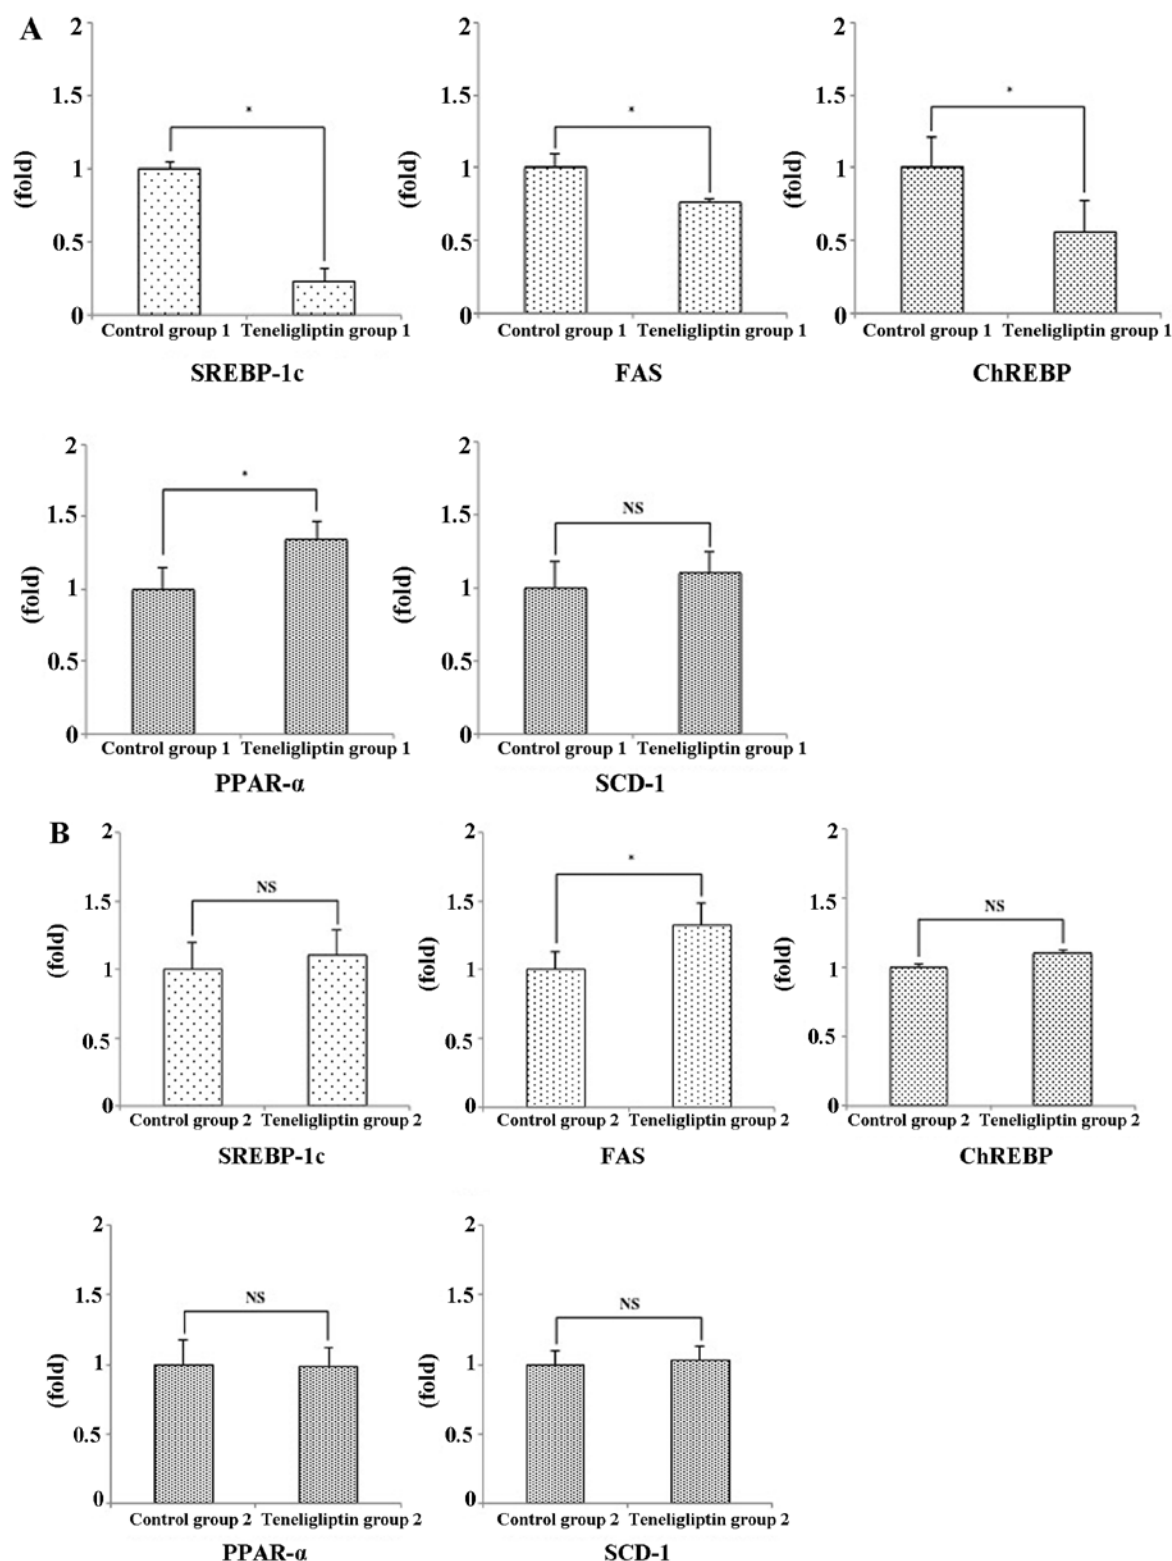 A
2
1.5
1
0.5
0
(fold)
*
Control group 1 Teneligliptin group 1
SREBP-1c
2
1.5
1
0.5
0
(fold)
*
Control group 1 Teneligliptin group 1
FAS
2
1.5
1
0.5
0
(fold)
*
Control group 1 Teneligliptin group 1
ChREBP
2
1.5
1
0.5
0
(fold)
*
Control group 1 Teneligliptin group 1
PPAR-α
2
1.5
1
0.5
0
(fold)
NS
Control group 1 Teneligliptin group 1
SCD-1
B
2
1.5
1
0.5
0
(fold)
NS
Control group 2 Teneligliptin group 2
SREBP-1c
2
1.5
1
0.5
0
(fold)
*
Control group 2 Teneligliptin group 2
FAS
2
1.5
1
0.5
0
(fold)
NS
Control group 2 Teneligliptin group 2
ChREBP
2
1.5
1
0.5
0
(fold)
NS
Control group 2 Teneligliptin group 2
PPAR-α
2
1.5
1
0.5
0
(fold)
NS
Control group 2 Teneligliptin group 2
SCD-1